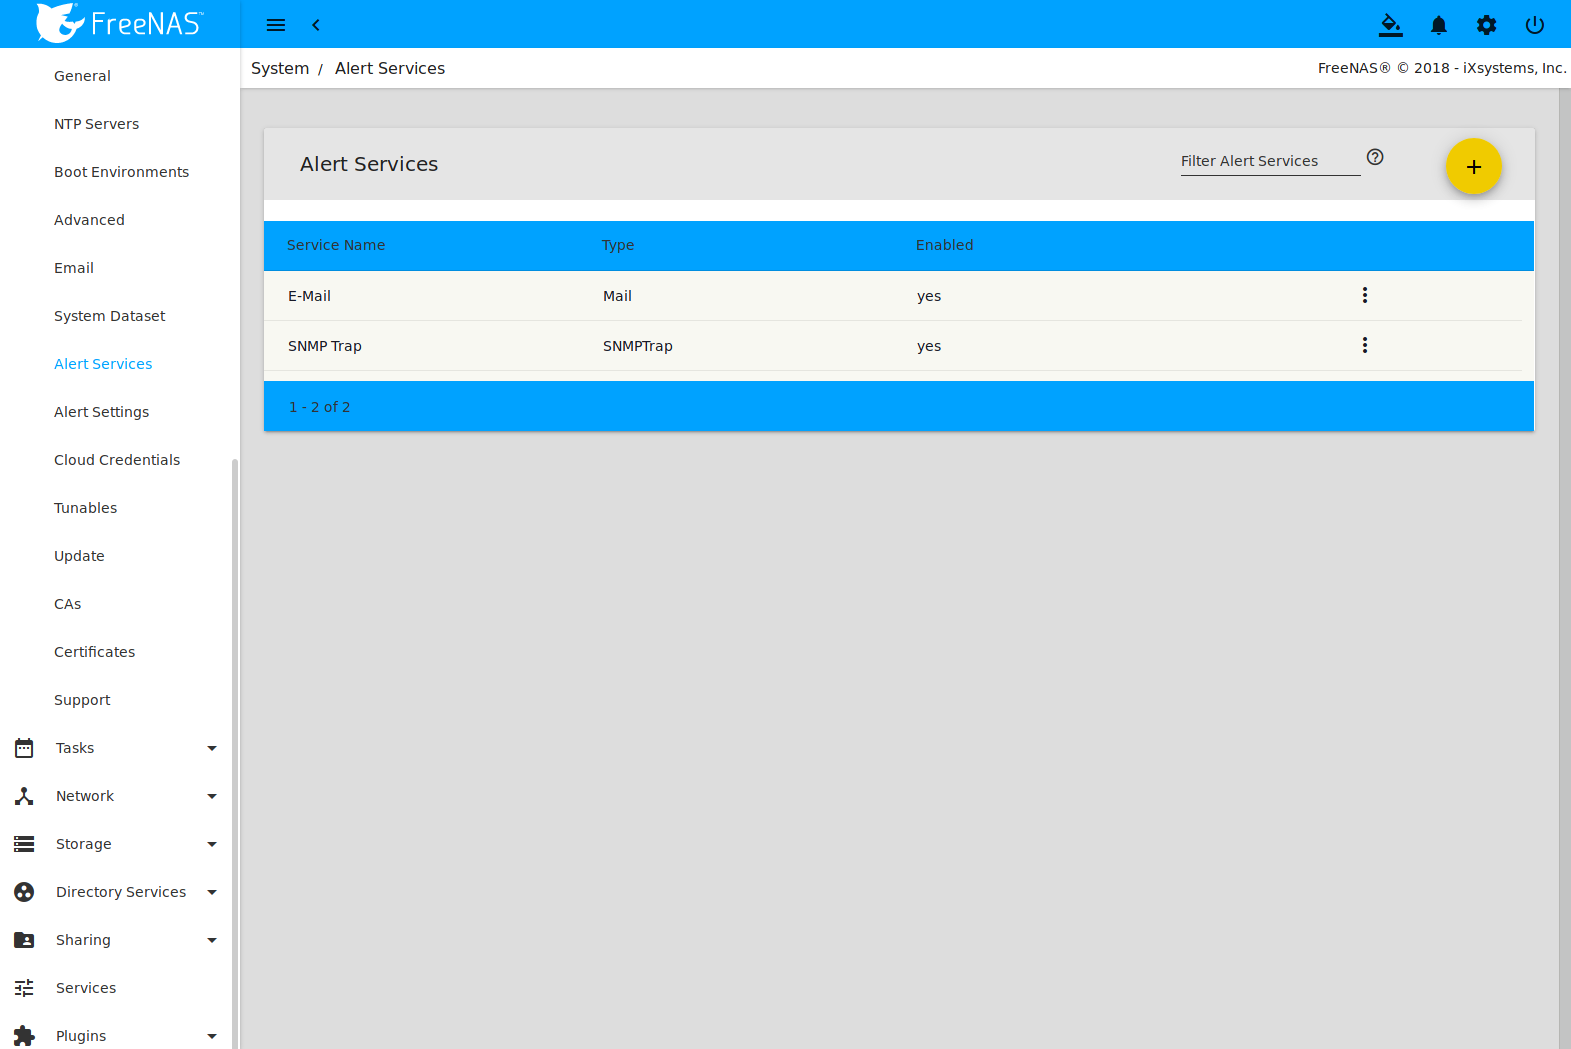 FreeNAS™
System / Alert Services
FreeNAS® © 2018 - iXsystems, Inc.
General
NTP Servers
Boot Environments
Advanced
Email
System Dataset
Alert Services
Alert Settings
Cloud Credentials
Tunables
Update
CAs
Certificates
Support
Tasks
Network
Storage
Directory Services
Sharing
Services
Plugins
Alert Services
Filter Alert Services
Service Name Type Enabled
E-Mail Mail yes
SNMP Trap SNMPTrap yes
1 - 2 of 2